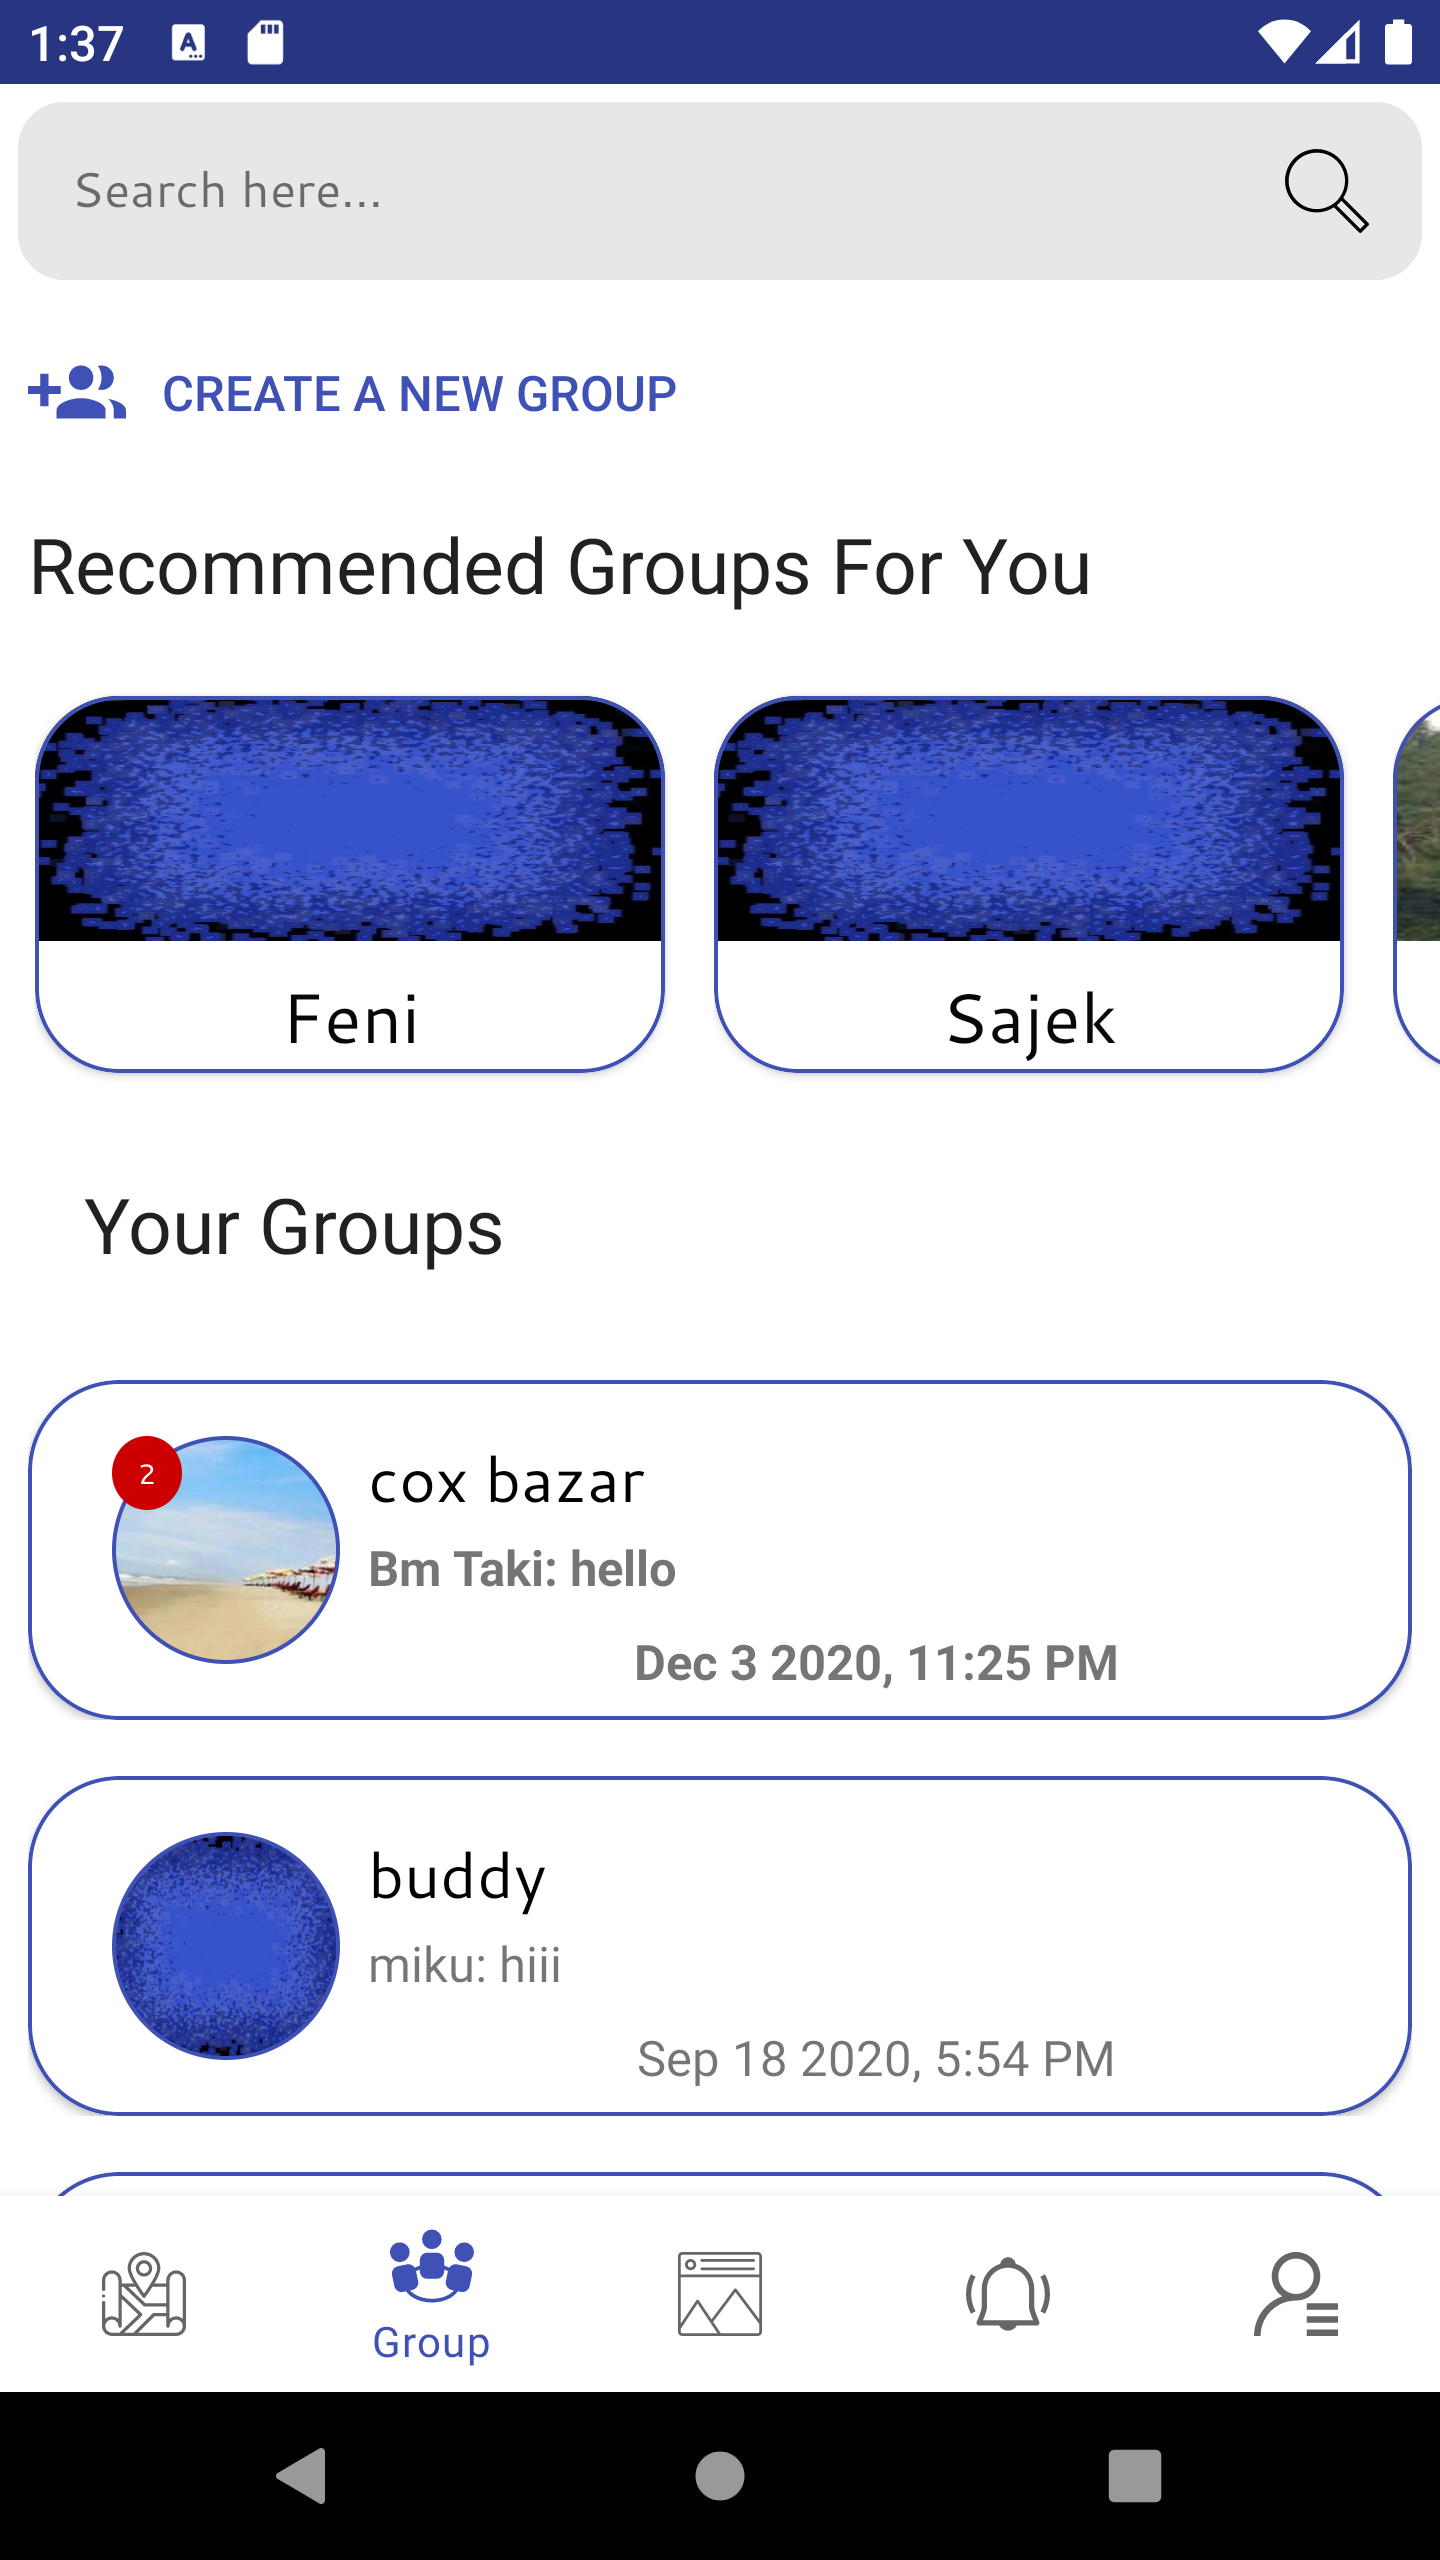 1:37
Search here...
CREATE A NEW GROUP
Recommended Groups For You
Feni
Sajek
Your Groups
2
cox bazar
Bm Taki: hello
Dec 3 2020, 11:25 PM
buddy
miku: hiii
Sep 18 2020, 5:54 PM
Group